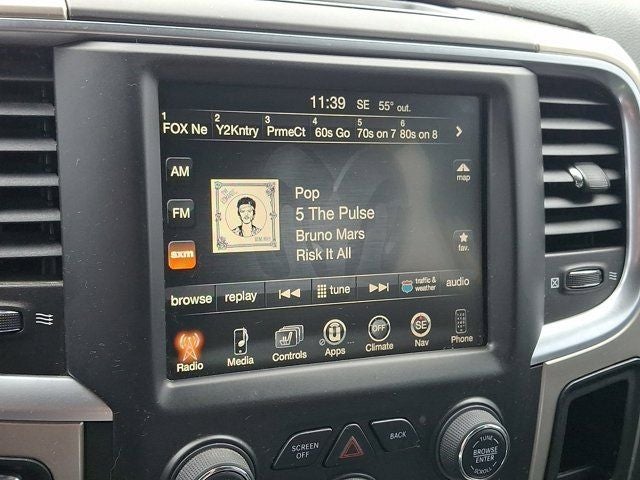 11:39 SE 55° out.
1 2 3 4 5 6
FOX Ne Y2Kntry PrmeCt 60s Go 70s on 7 80s on 8 >
AM
FM
sxm
Pop
5 The Pulse
Bruno Mars
Risk It All
map
fav.
browse replay tune traffic & weather audio
Radio Media Controls Apps Climate Nav Phone
OFF SE
SCREEN OFF
BACK
TUNE
BROWSE
ENTER
SCROLL